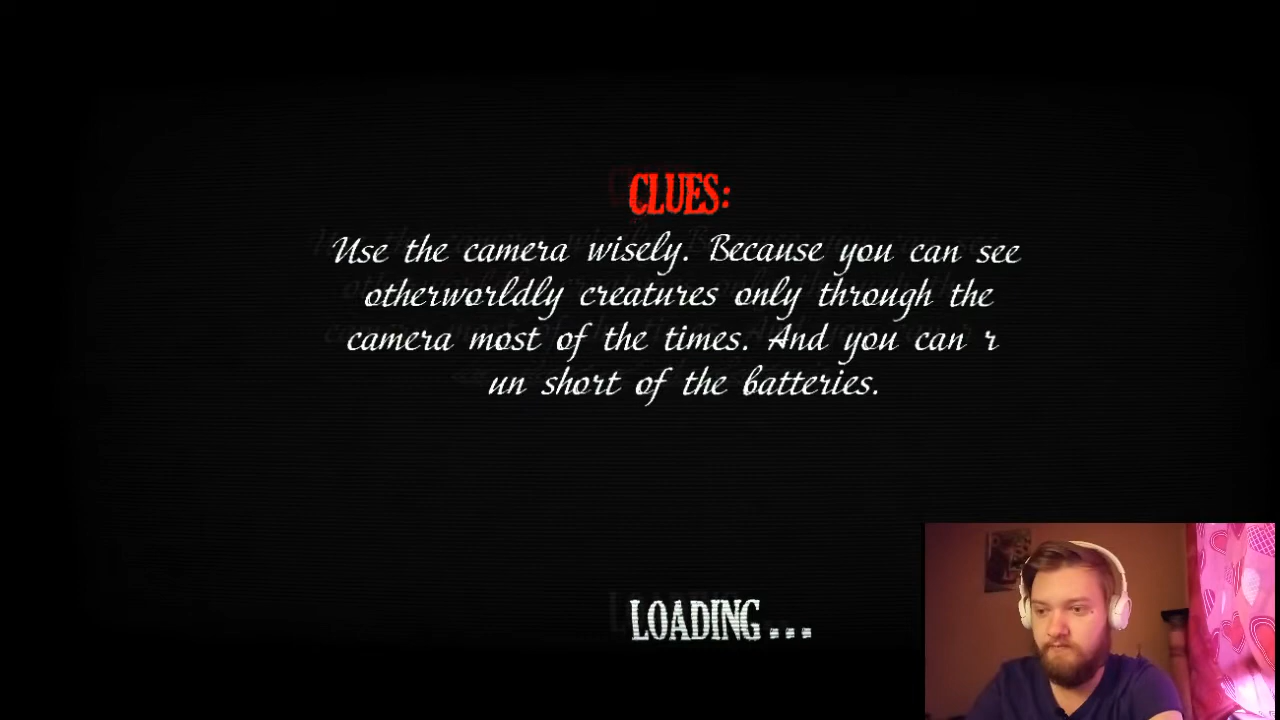 CLUES:
Use the camera wisely. Because you can see
otherworldly creatures only through the
camera most of the times. And you can r
un short of the batteries.
LOADING...